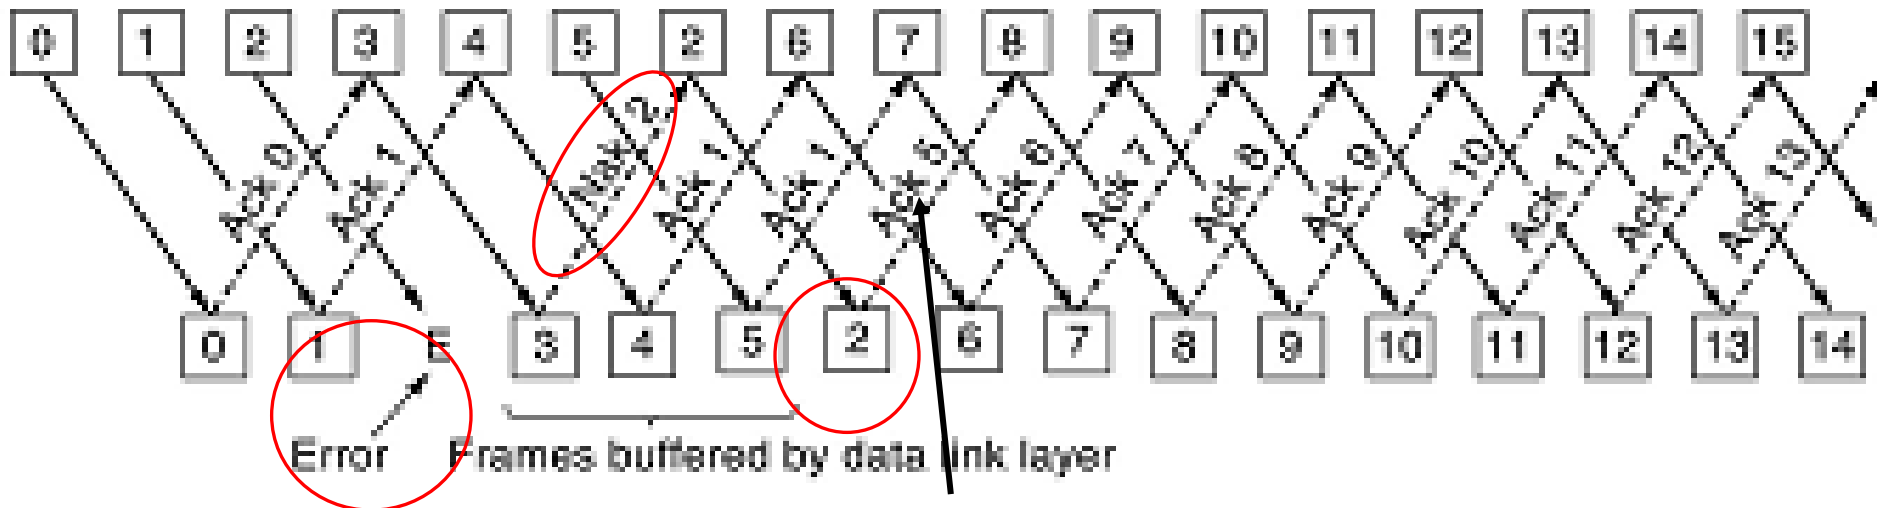 0 1 2 3 4 5 2 6 7 8 9 10 11 12 13 14 15
Ack 0 Ack 1 Nak 2 Ack 1 Ack 1 Ack 5 Ack 6 Ack 7 Ack 8 Ack 9 Ack 10 Ack 11 Ack 12 Ack 13
0 1 E 3 4 5 2 6 7 8 9 10 11 12 13 14
Error Frames buffered by data link layer